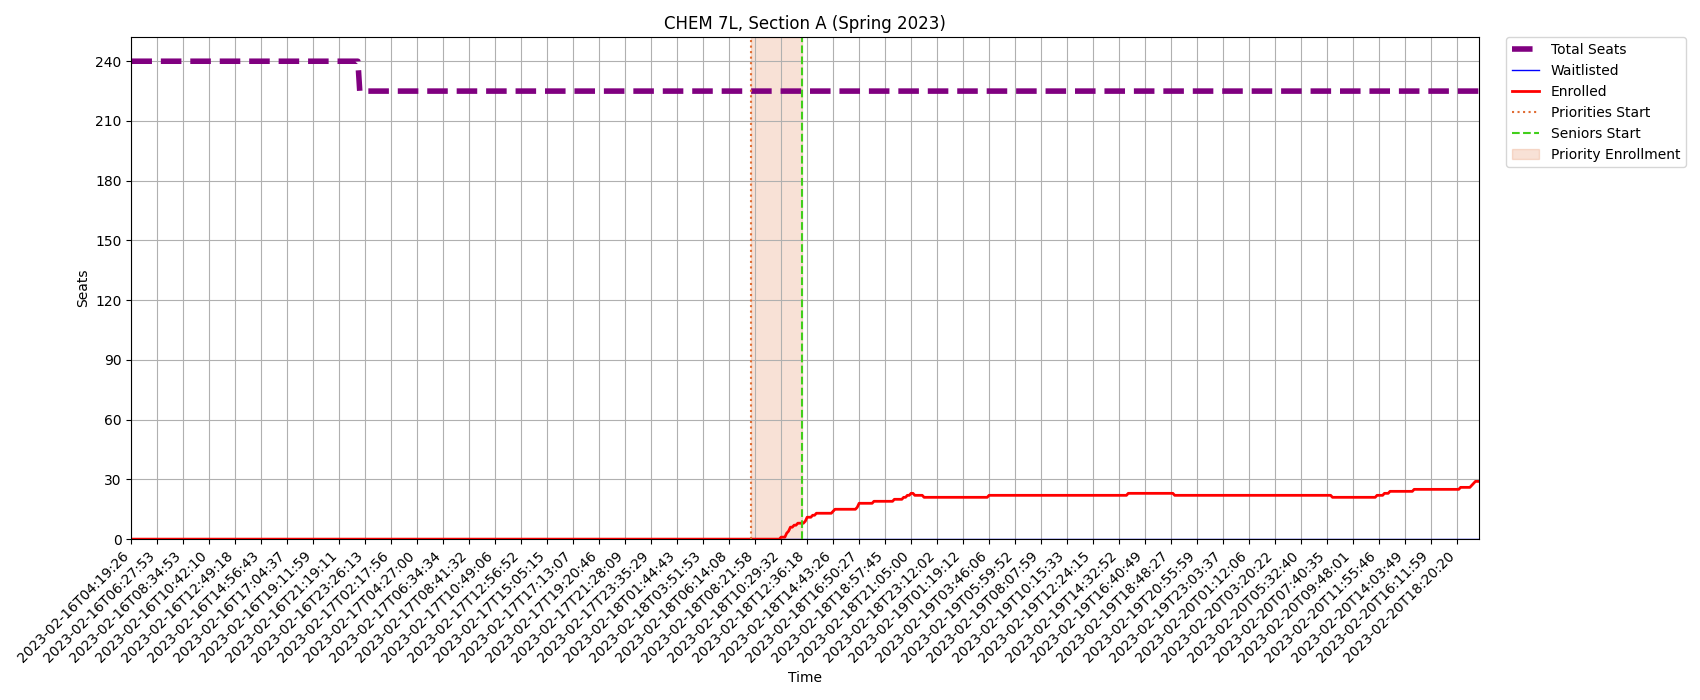 CHEM 7L, Section A (Spring 2023)
Total Seats
Waitlisted
Enrolled
Priorities Start
Seniors Start
Priority Enrollment
Seats
240
210
180
150
120
90
60
30
0
2023-02-16T04:19:26
2023-02-16T06:27:53
2023-02-16T08:34:53
2023-02-16T10:42:10
2023-02-16T12:49:18
2023-02-16T14:56:43
2023-02-16T17:04:37
2023-02-16T19:11:59
2023-02-16T21:19:11
2023-02-16T23:26:13
2023-02-17T02:17:56
2023-02-17T04:27:00
2023-02-17T06:34:34
2023-02-17T08:41:32
2023-02-17T10:49:06
2023-02-17T12:56:52
2023-02-17T15:05:15
2023-02-17T17:13:07
2023-02-17T19:20:46
2023-02-17T21:28:09
2023-02-17T23:35:29
2023-02-18T01:44:43
2023-02-18T03:51:53
2023-02-18T06:14:08
2023-02-18T08:21:58
2023-02-18T10:29:32
2023-02-18T12:36:18
2023-02-18T14:43:26
2023-02-18T16:50:27
2023-02-18T18:57:45
2023-02-18T21:05:00
2023-02-18T23:12:02
2023-02-19T01:19:12
2023-02-19T03:46:06
2023-02-19T05:59:52
2023-02-19T08:07:59
2023-02-19T10:15:33
2023-02-19T12:24:15
2023-02-19T14:32:52
2023-02-19T16:40:49
2023-02-19T18:48:27
2023-02-19T20:55:59
2023-02-19T23:03:37
2023-02-20T01:12:06
2023-02-20T03:20:22
2023-02-20T05:32:40
2023-02-20T07:40:35
2023-02-20T09:48:01
2023-02-20T11:55:46
2023-02-20T14:03:49
2023-02-20T16:11:59
2023-02-20T18:20:20
Time